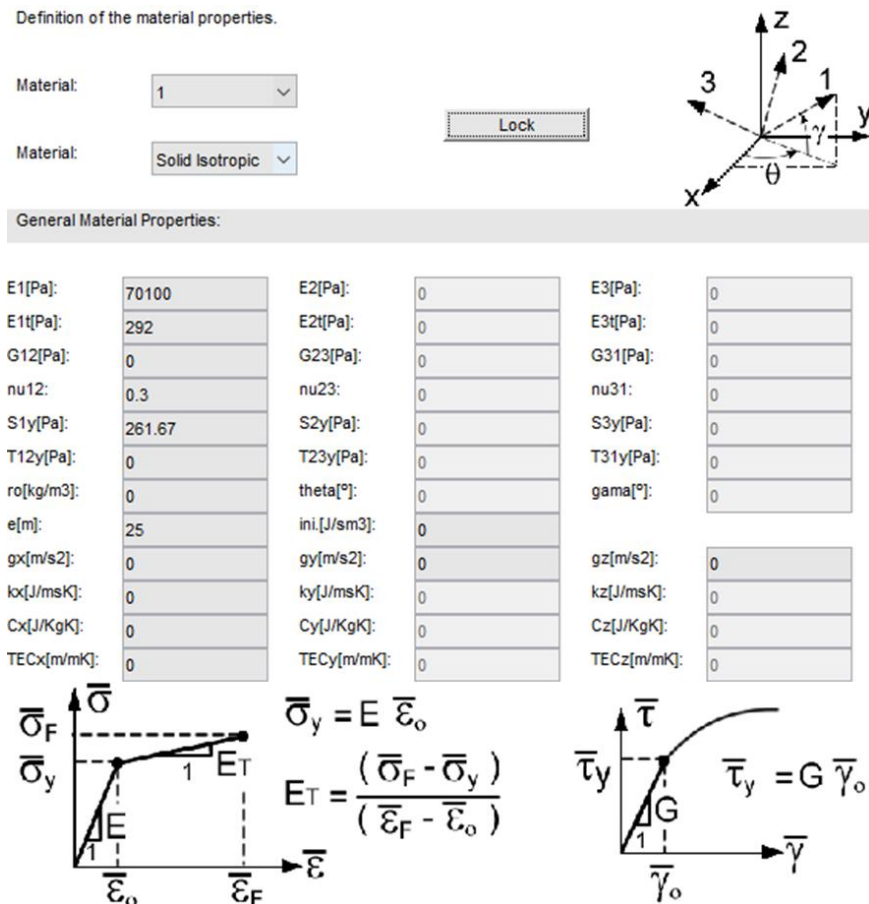 Definition of the material properties.
Material: 1
Lock
Material: Solid Isotropic
z
2
3
1
y
γ
θ
x
General Material Properties:
E1[Pa]: 70100 E2[Pa]: 0 E3[Pa]: 0
E1t[Pa]: 292 E2t[Pa]: 0 E3t[Pa]: 0
G12[Pa]: 0 G23[Pa]: 0 G31[Pa]: 0
nu12: 0.3 nu23: 0 nu31: 0
S1y[Pa]: 261.67 S2y[Pa]: 0 S3y[Pa]: 0
T12y[Pa]: 0 T23y[Pa]: 0 T31y[Pa]: 0
ro[kg/m3]: 0 theta[º]: 0 gama[º]: 0
e[m]: 25 ini.[J/sm3]: 0
gx[m/s2]: 0 gy[m/s2]: 0 gz[m/s2]: 0
kx[J/msK]: 0 ky[J/msK]: 0 kz[J/msK]: 0
Cx[J/KgK]: 0 Cy[J/KgK]: 0 Cz[J/KgK]: 0
TECx[m/mK]: 0 TECy[m/mK]: 0 TECz[m/mK]: 0
σ̅
σ̅F
σ̅y
1 ET
E
1
ε̅o ε̅F ε̅
σ̅y = E ε̅o
ET = (σ̅F - σ̅y) / (ε̅F - ε̅o)
τ̅
τ̅y
G
1
γ̅o γ̅
τ̅y = G γ̅o